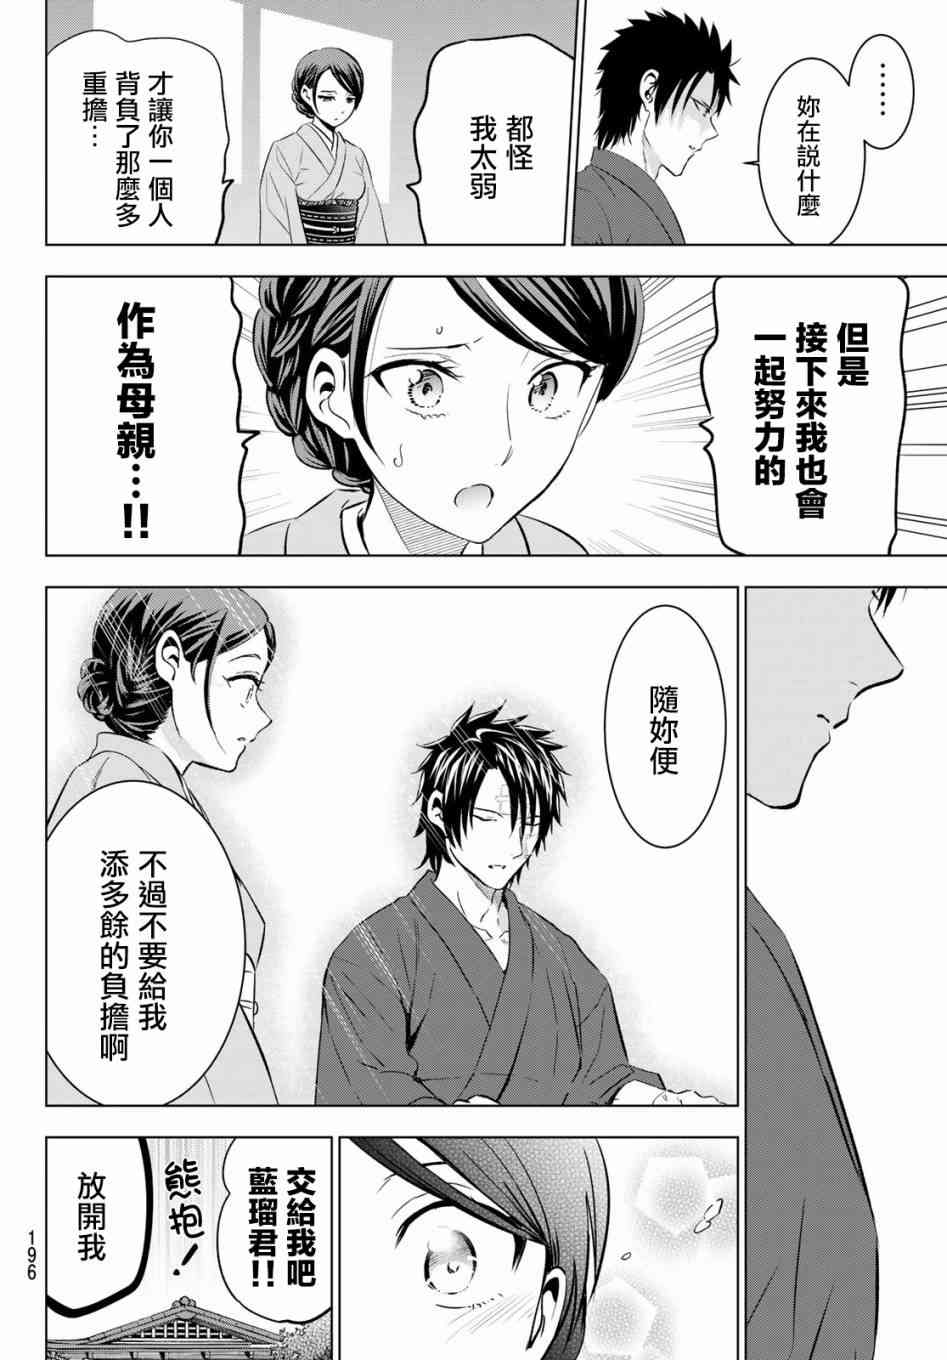 ……
妳在説什麼
都怪
我太弱
才讓你一個人
背負了那麼多
重擔…
但是
接下來我也會
一起努力的
作為母親…!!
隨妳便
不過不要給我
添多餘的負擔啊
交給我吧
藍瑠君!!
熊抱!
放開我
196